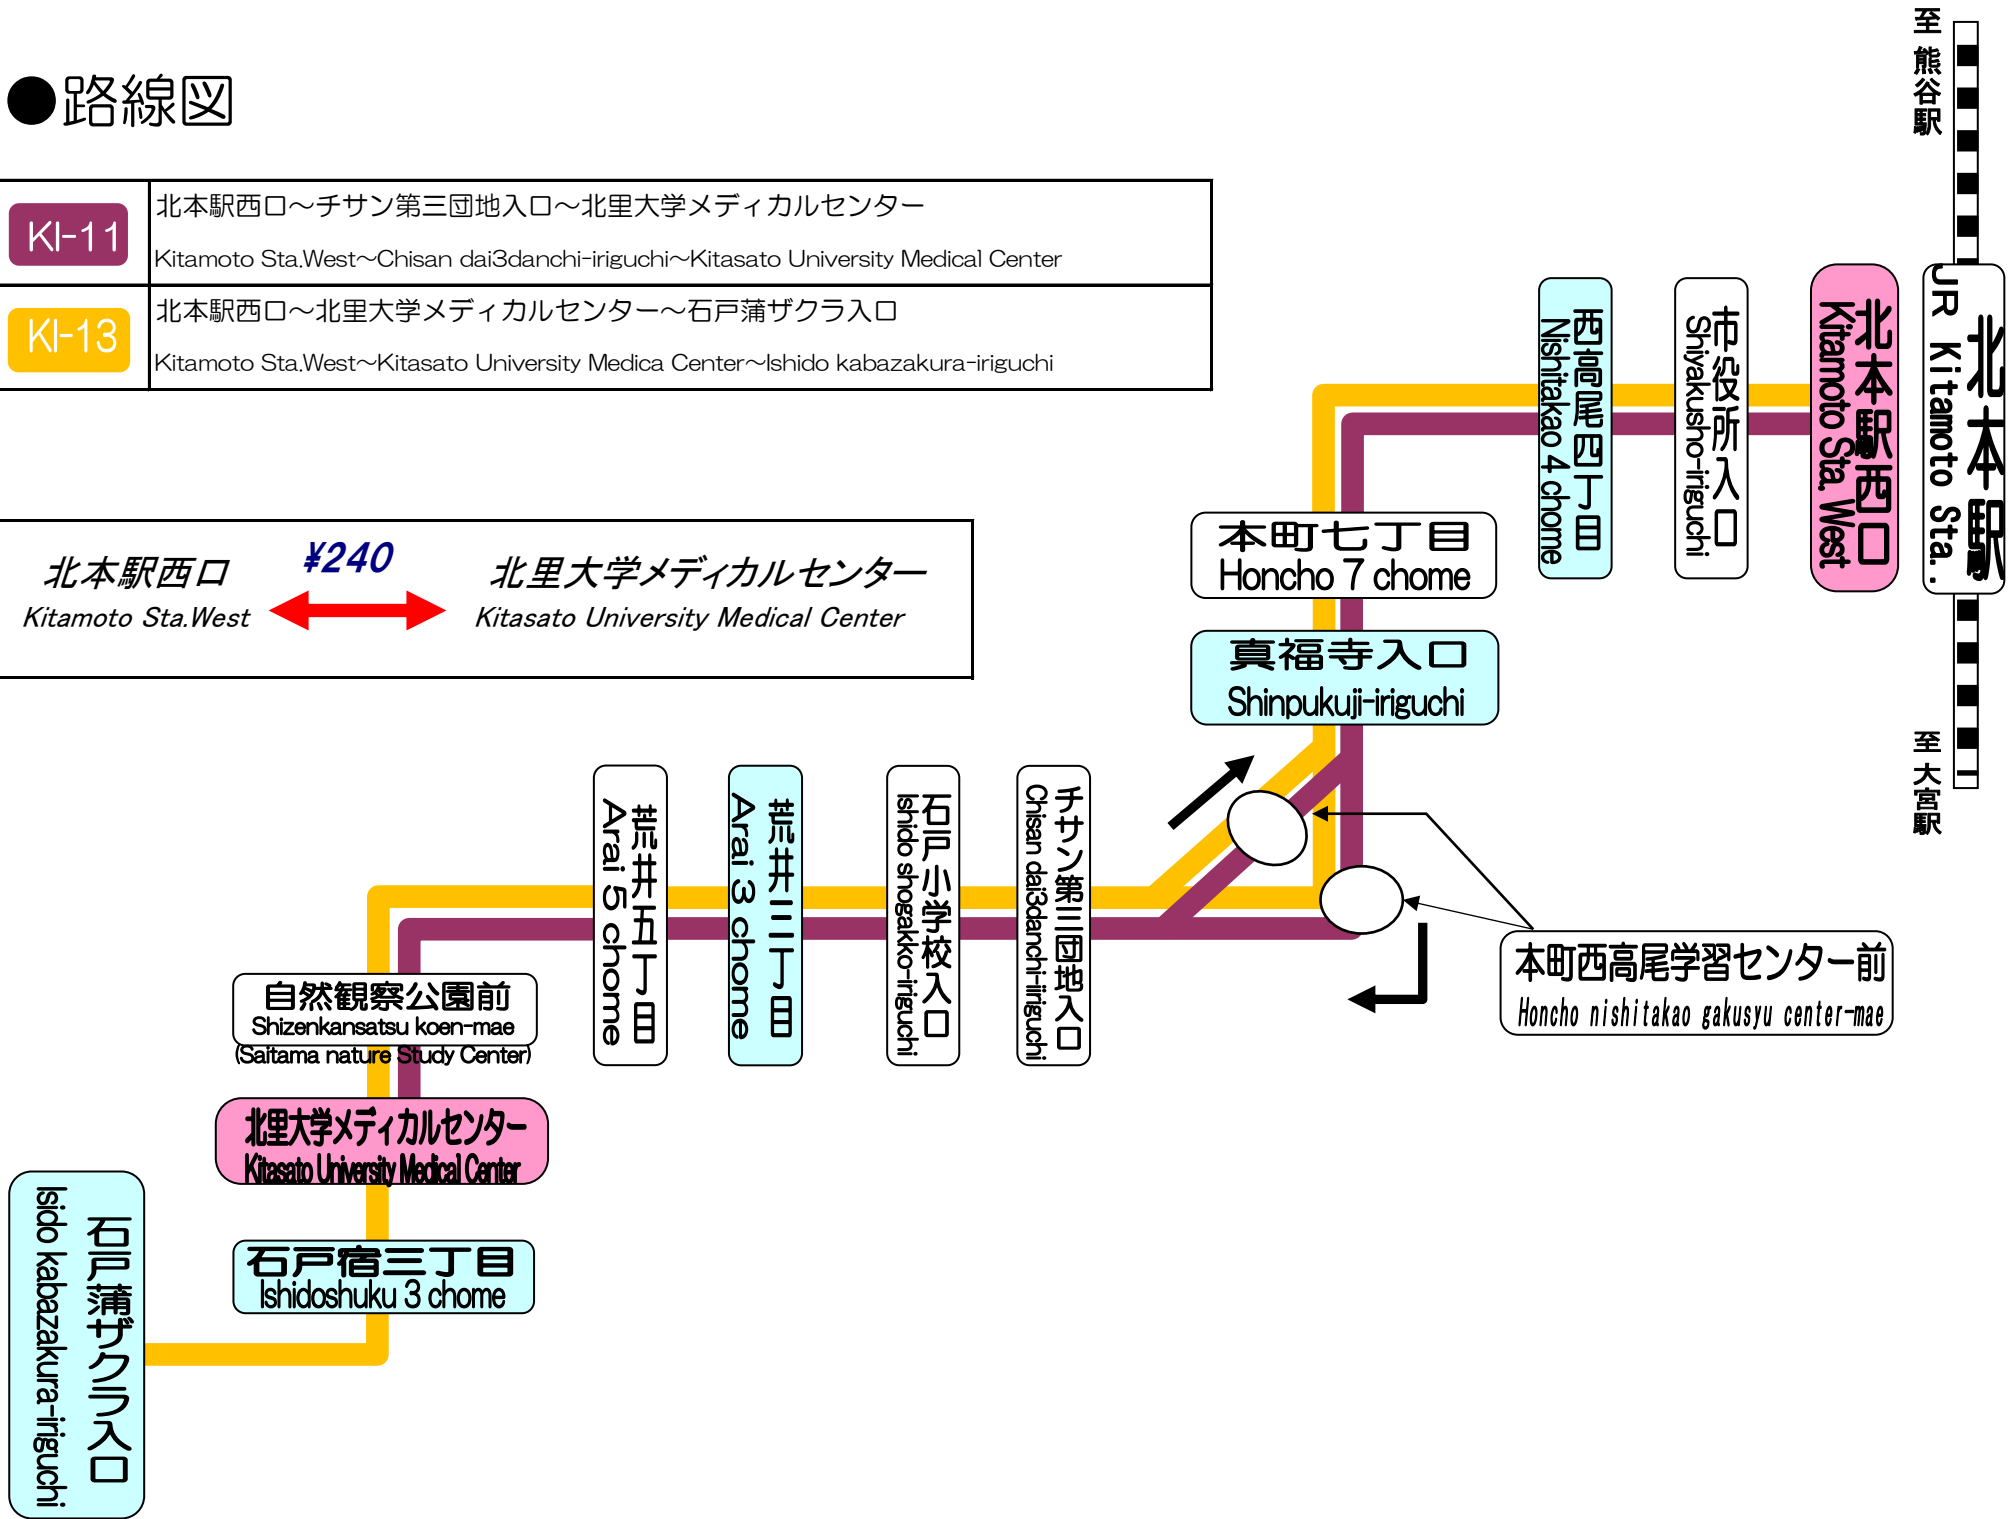 ●路線図
KI-11
北本駅西口～チサン第三団地入口～北里大学メディカルセンター
Kitamoto Sta.West～Chisan dai3danchi-iriguchi～Kitasato University Medical Center
KI-13
北本駅西口～北里大学メディカルセンター～石戸蒲ザクラ入口
Kitamoto Sta.West～Kitasato University Medica Center～Ishido kabazakura-iriguchi
北本駅西口
Kitamoto Sta.West
¥240
北里大学メディカルセンター
Kitasato University Medical Center
至 熊谷駅
北本駅
JR Kitamoto Sta..
至 大宮駅
北本駅西口
Kitamoto Sta. West
市役所入口
Shiyakusho-iriguchi
西高尾四丁目
Nishitakao 4 chome
本町七丁目
Honcho 7 chome
真福寺入口
Shinpukuji-iriguchi
本町西高尾学習センター前
Honcho nishitakao gakusyu center-mae
チサン第三団地入口
Chisan dai3danchi-iriguchi
石戸小学校入口
Ishido shogakko-iriguchi
荒井三丁目
Arai 3 chome
荒井五丁目
Arai 5 chome
自然観察公園前
Shizenkansatsu koen-mae
(Saitama nature Study Center)
北里大学メディカルセンター
Kitasato University Medical Center
石戸宿三丁目
Ishidoshuku 3 chome
石戸蒲ザクラ入口
Isido kabazakura-iriguchi